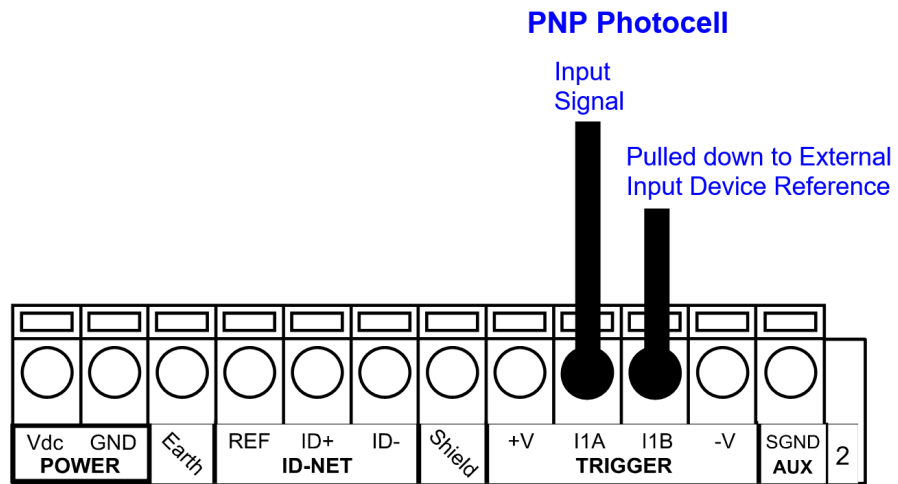 PNP Photocell
Input
Signal
Pulled down to External
Input Device Reference
Vdc GND Earth REF ID+ ID- Shield +V I1A I1B -V SGND 2
POWER ID-NET TRIGGER AUX